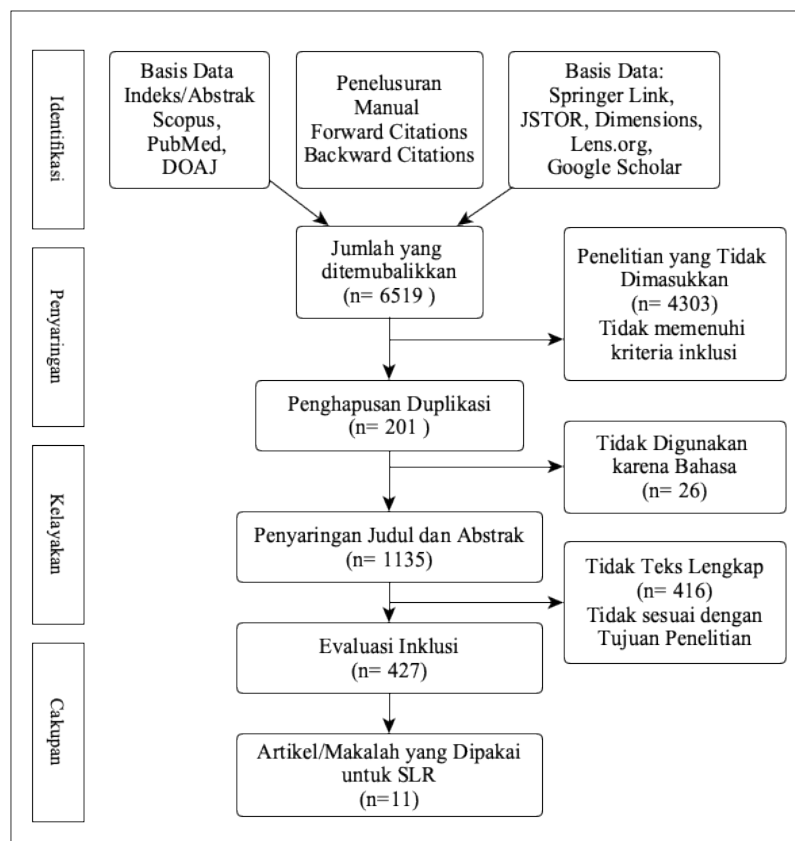 Identifikasi
Basis Data
Indeks/Abstrak
Scopus,
PubMed,
DOAJ
Penelusuran
Manual
Forward Citations
Backward Citations
Basis Data:
Springer Link,
JSTOR, Dimensions,
Lens.org,
Google Scholar
Penyaringan
Jumlah yang
ditemubalikkan
(n= 6519 )
Penelitian yang Tidak
Dimasukkan
(n= 4303)
Tidak memenuhi
kriteria inklusi
Penghapusan Duplikasi
(n= 201 )
Kelayakan
Tidak Digunakan
karena Bahasa
(n= 26)
Penyaringan Judul dan Abstrak
(n= 1135)
Tidak Teks Lengkap
(n= 416)
Tidak sesuai dengan
Tujuan Penelitian
Evaluasi Inklusi
(n= 427)
Cakupan
Artikel/Makalah yang Dipakai
untuk SLR
(n=11)